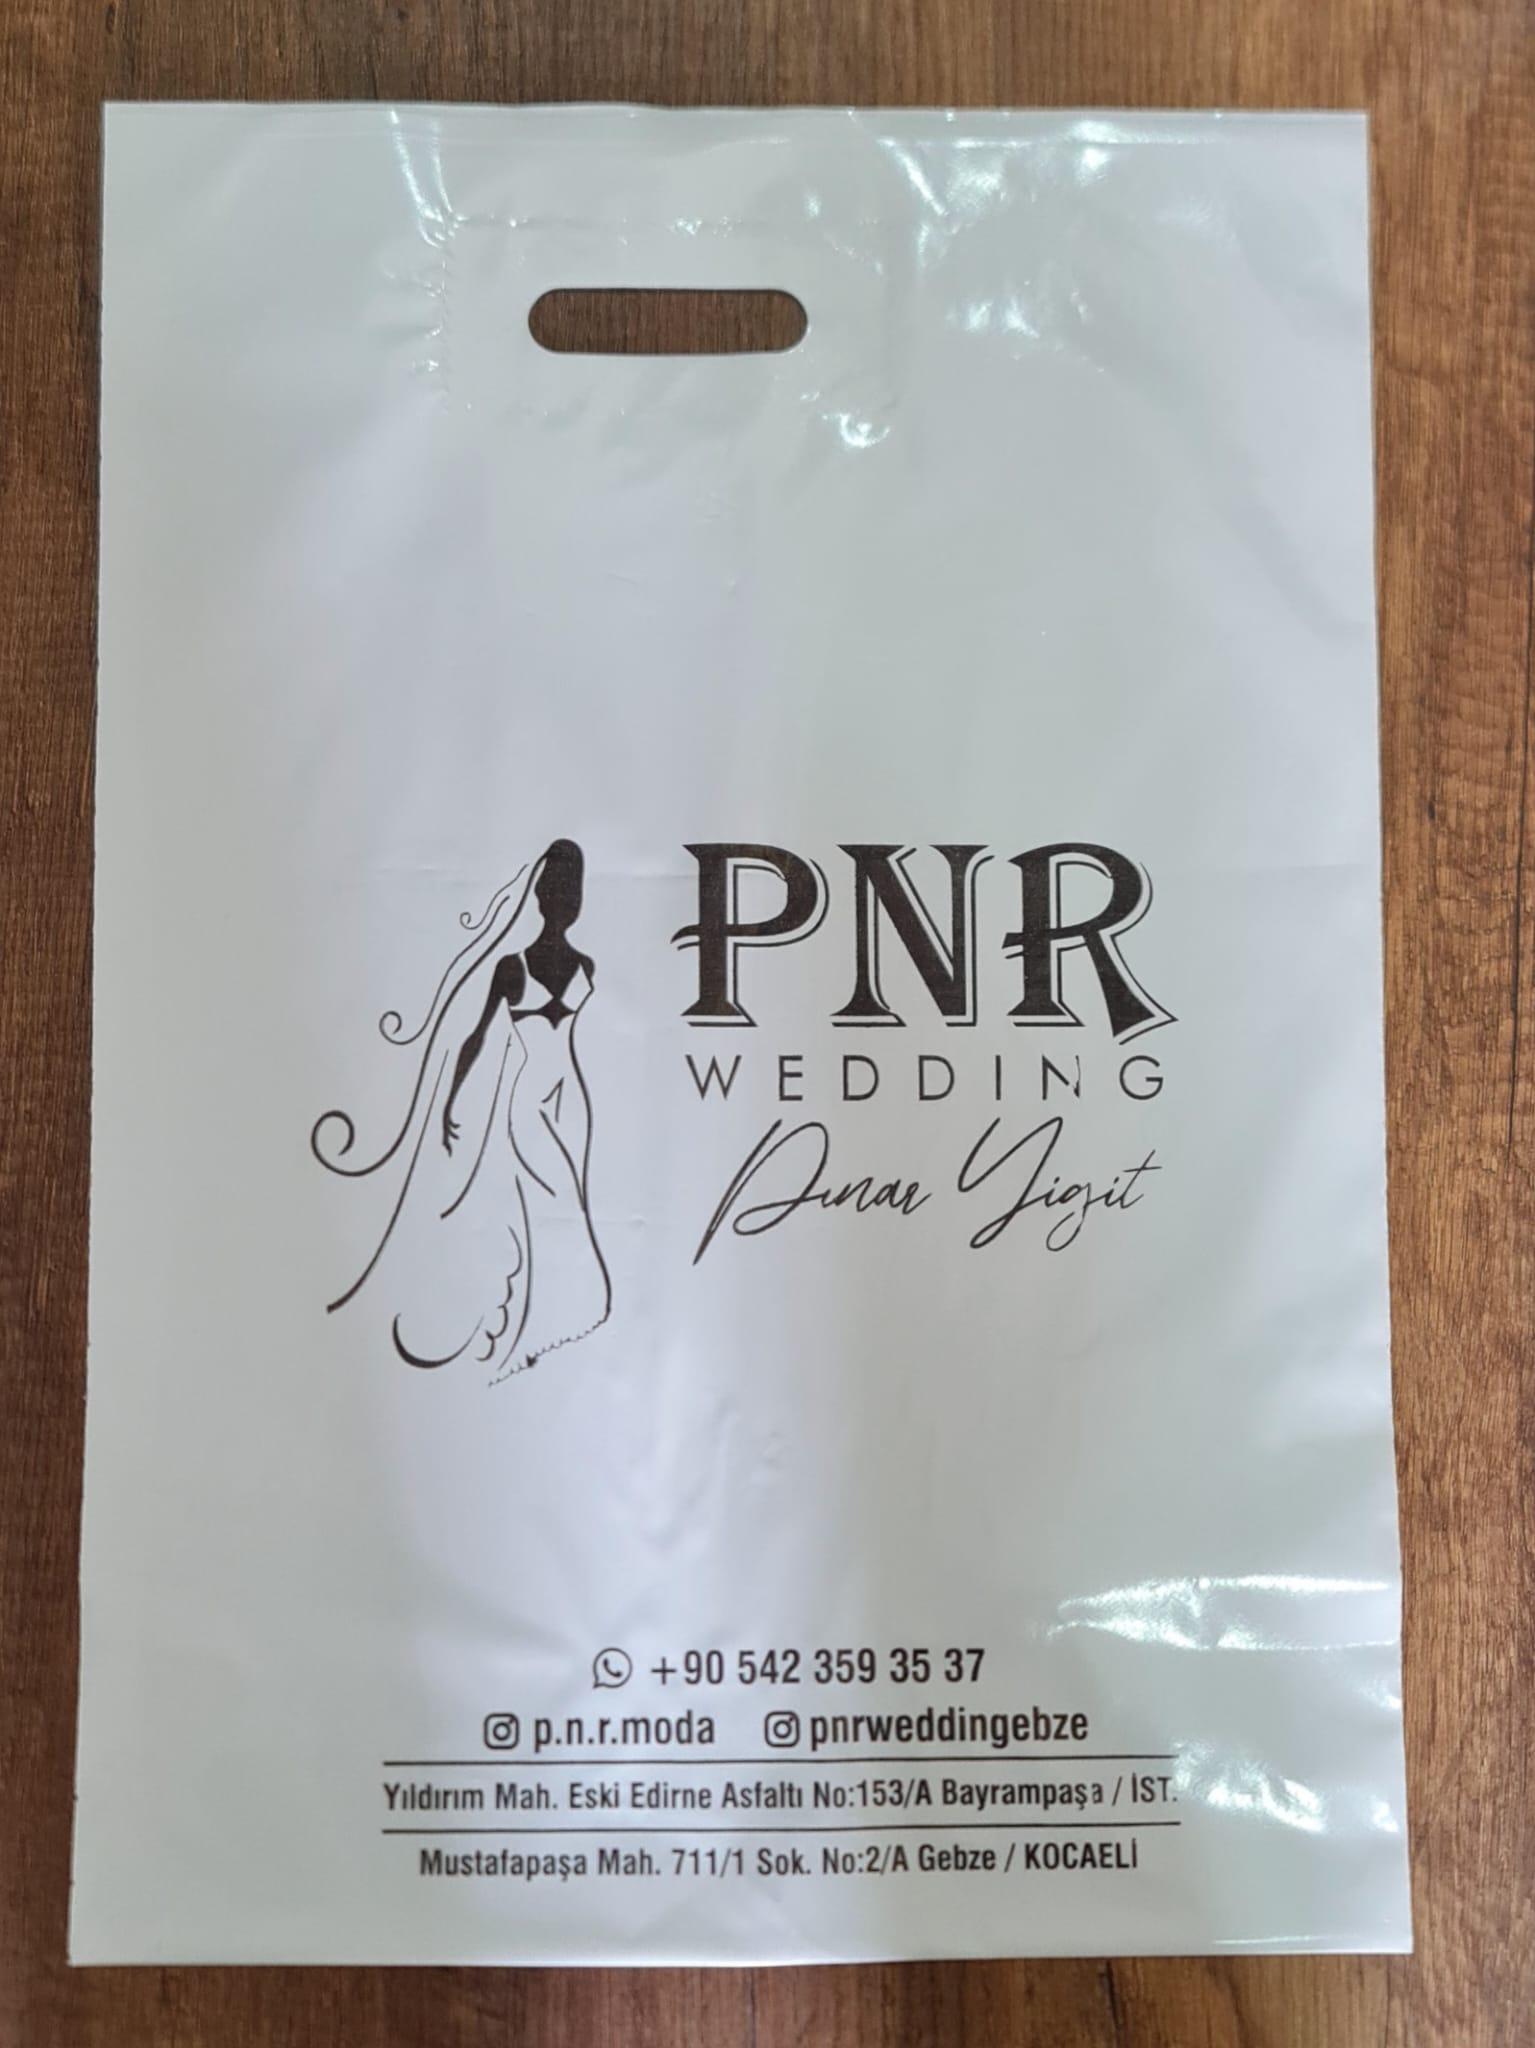 PNR
WEDDING
Pınar Yigit
+90 542 359 35 37
p.n.r.moda pnrweddingebze
Yıldırım Mah. Eski Edirne Asfaltı No:153/A Bayrampaşa / İST.
Mustafapaşa Mah. 711/1 Sok. No:2/A Gebze / KOCAELİ